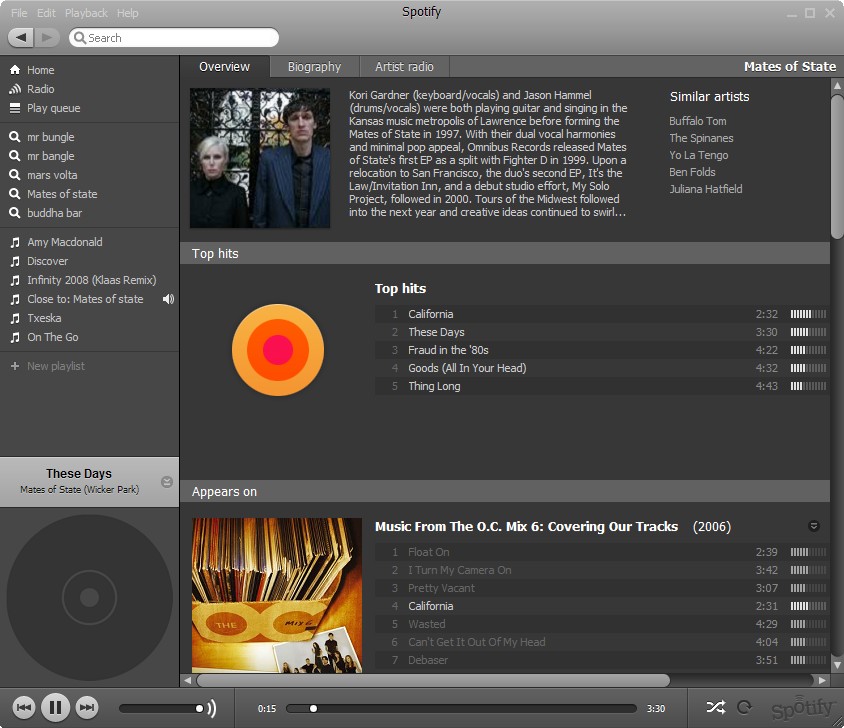 Spotify
File Edit Playback Help
Search
Home
Radio
Play queue
mr bungle
mr bangle
mars volta
Mates of state
buddha bar
Amy Macdonald
Discover
Infinity 2008 (Klaas Remix)
Close to: Mates of state
Txeska
On The Go
New playlist
These Days
Mates of State (Wicker Park)
Overview Biography Artist radio Mates of State
Kori Gardner (keyboard/vocals) and Jason Hammel
(drums/vocals) were both playing guitar and singing in the
Kansas music metropolis of Lawrence before forming the
Mates of State in 1997. With their dual vocal harmonies
and minimal pop appeal, Omnibus Records released Mates
of State's first EP as a split with Fighter D in 1999. Upon a
relocation to San Francisco, the duo's second EP, It's the
Law/Invitation Inn, and a debut studio effort, My Solo
Project, followed in 2000. Tours of the Midwest followed
into the next year and creative ideas continued to swirl...
Similar artists
Buffalo Tom
The Spinanes
Yo La Tengo
Ben Folds
Juliana Hatfield
Top hits
Top hits
1 California 2:32
2 These Days 3:30
3 Fraud in the '80s 4:22
4 Goods (All In Your Head) 4:32
5 Thing Long 4:43
Appears on
THE MIX 6
Music From The O.C. Mix 6: Covering Our Tracks (2006)
1 Float On 2:39
2 I Turn My Camera On 3:42
3 Pretty Vacant 3:07
4 California 2:31
5 Wasted 4:29
6 Can't Get It Out Of My Head 4:04
7 Debaser 3:51
0:15 3:30
Spotify